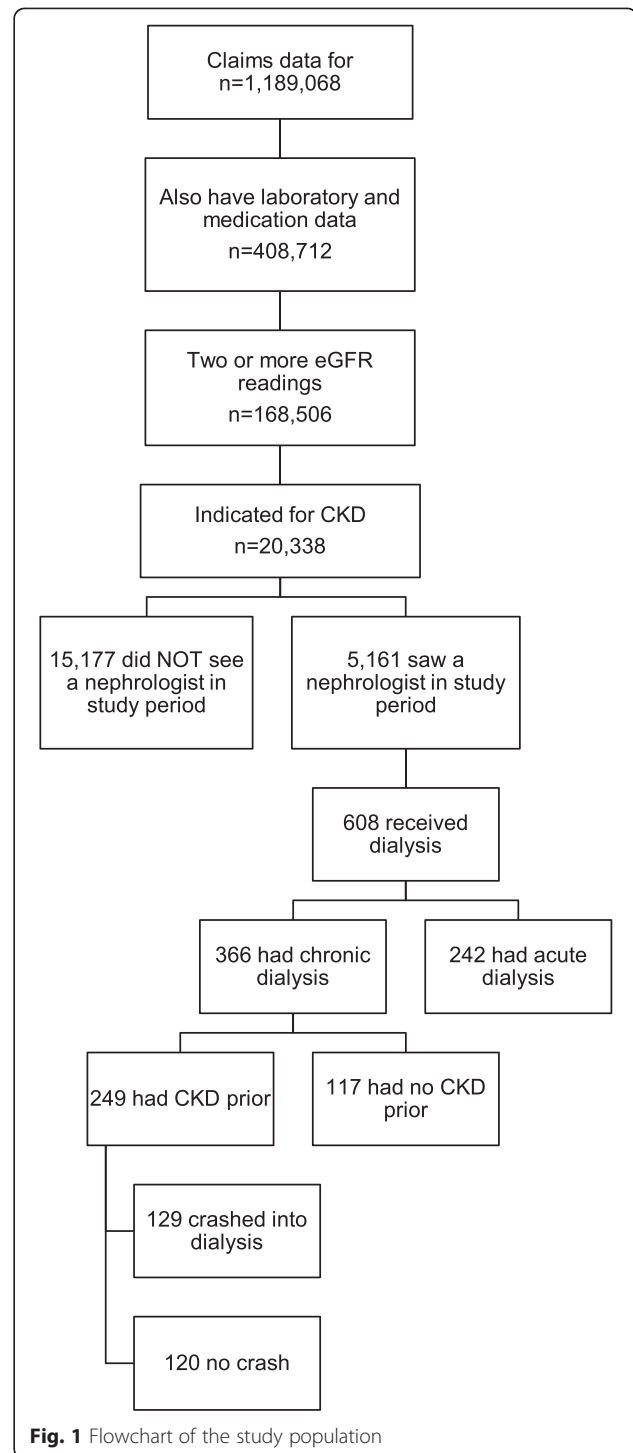 Claims data for
n=1,189,068
Also have laboratory and
medication data
n=408,712
Two or more eGFR
readings
n=168,506
Indicated for CKD
n=20,338
15,177 did NOT see
a nephrologist in
study period
5,161 saw a
nephrologist in study
period
608 received
dialysis
366 had chronic
dialysis
242 had acute
dialysis
249 had CKD prior
117 had no CKD
prior
129 crashed into
dialysis
120 no crash
Fig. 1 Flowchart of the study population